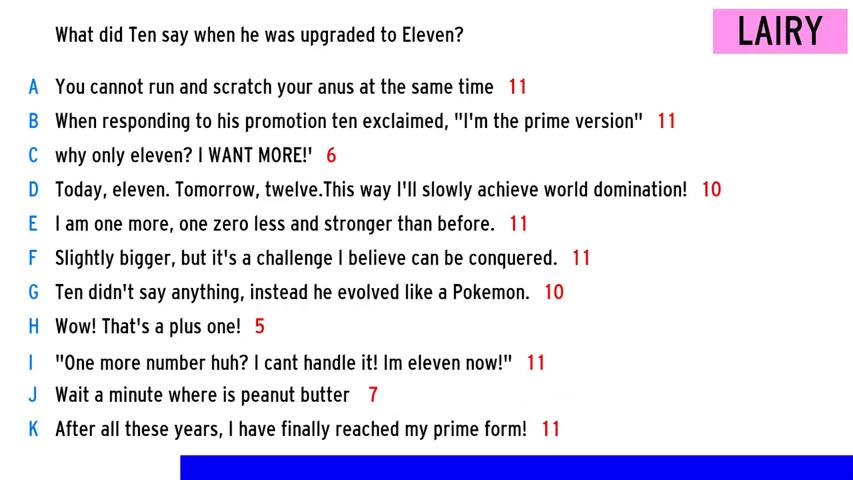 What did Ten say when he was upgraded to Eleven?
LAIRY
A You cannot run and scratch your anus at the same time 11
B When responding to his promotion ten exclaimed, "I'm the prime version" 11
C why only eleven? I WANT MORE!' 6
D Today, eleven. Tomorrow, twelve.This way I'll slowly achieve world domination! 10
E I am one more, one zero less and stronger than before. 11
F Slightly bigger, but it's a challenge I believe can be conquered. 11
G Ten didn't say anything, instead he evolved like a Pokemon. 10
H Wow! That's a plus one! 5
I "One more number huh? I cant handle it! Im eleven now!" 11
J Wait a minute where is peanut butter 7
K After all these years, I have finally reached my prime form! 11